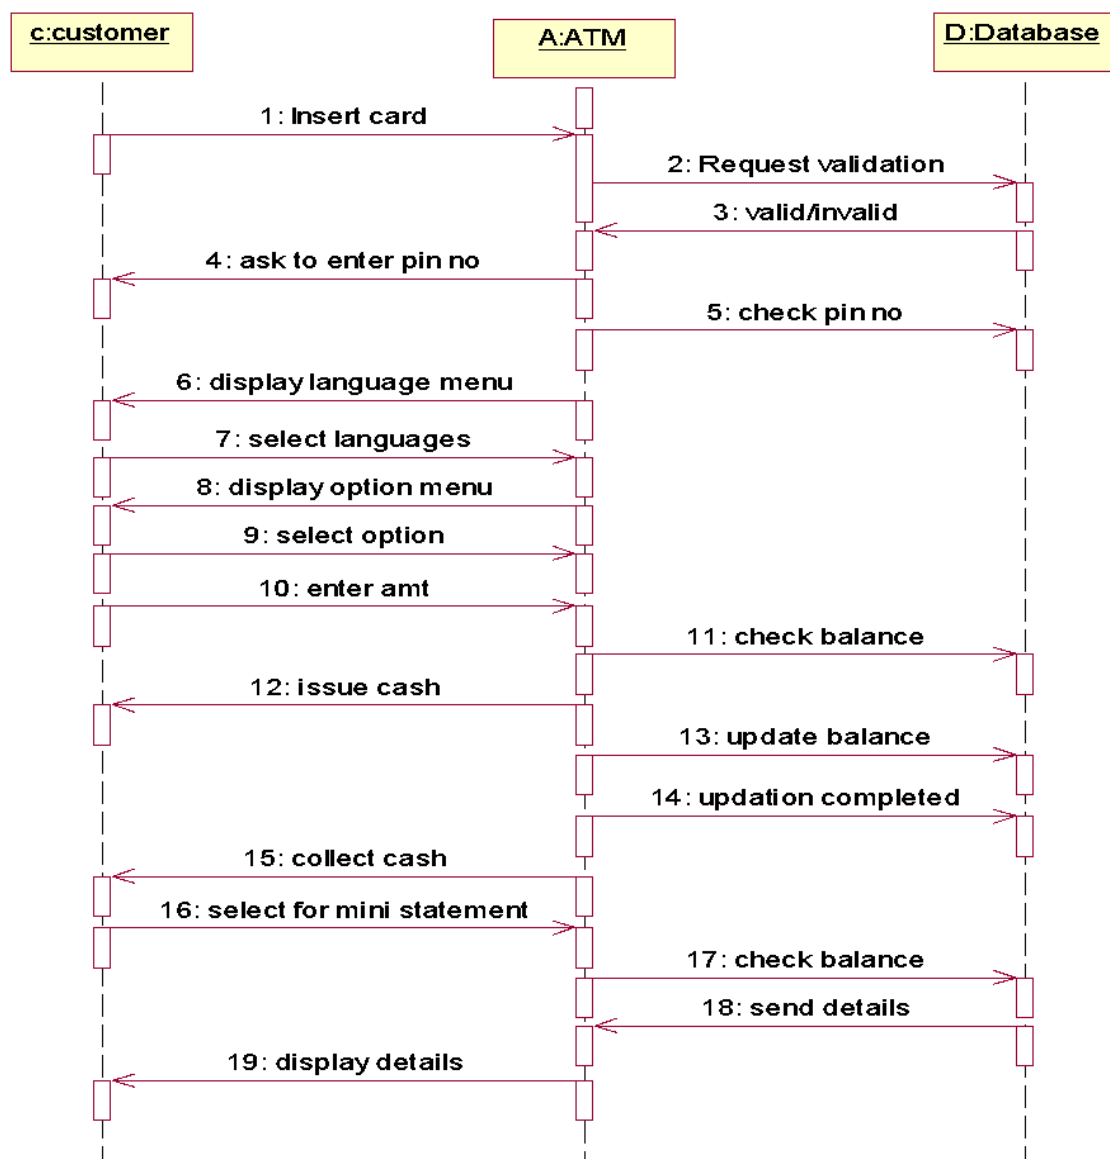 c:customer
A:ATM
D:Database
1: Insert card
2: Request validation
3: valid/invalid
4: ask to enter pin no
5: check pin no
6: display language menu
7: select languages
8: display option menu
9: select option
10: enter amt
11: check balance
12: issue cash
13: update balance
14: updation completed
15: collect cash
16: select for mini statement
17: check balance
18: send details
19: display details